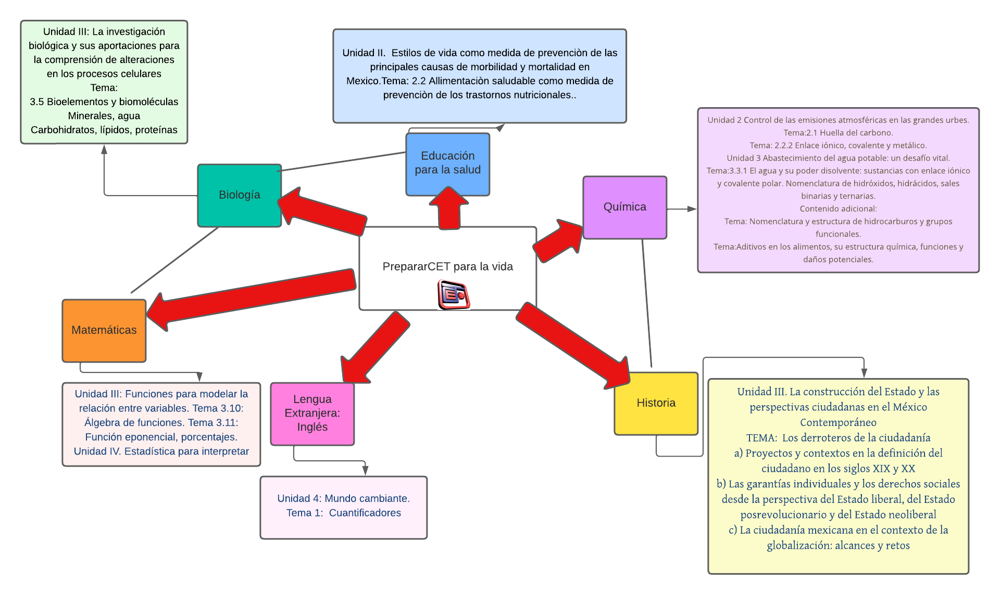 Unidad III: La investigación
biológica y sus aportaciones para
la comprensión de alteraciones
en los procesos celulares
Tema:
3.5 Bioelementos y biomoléculas
Minerales, agua
Carbohidratos, lípidos, proteínas
Unidad II.  Estilos de vida como medida de prevenciòn de las
principales causas de morbilidad y mortalidad en
Mexico.Tema: 2.2 Allimentaciòn saludable como medida de
prevenciòn de los trastornos nutricionales..
Unidad 2 Control de las emisiones atmosféricas en las grandes urbes.
Tema:2.1 Huella del carbono.
Tema: 2.2.2 Enlace iónico, covalente y metálico.
Unidad 3 Abastecimiento del agua potable: un desafío vital.
Tema:3.3.1 El agua y su poder disolvente: sustancias con enlace iónico
y covalente polar. Nomenclatura de hidróxidos, hidrácidos, sales
binarias y ternarias.
Contenido adicional:
Tema: Nomenclatura y estructura de hidrocarburos y grupos
funcionales.
Tema:Aditivos en los alimentos, su estructura química, funciones y
daños potenciales.
Educación
para la salud
Biología
Química
PrepararCET para la vida
Matemáticas
Unidad III: Funciones para modelar la
relación entre variables. Tema 3.10:
Álgebra de funciones. Tema 3.11:
Función eponencial, porcentajes.
Unidad IV. Estadística para interpretar
Lengua
Extranjera:
Inglés
Unidad 4: Mundo cambiante.
Tema 1:  Cuantificadores
Historia
Unidad III. La construcción del Estado y las
perspectivas ciudadanas en el México
Contemporáneo
TEMA:  Los derroteros de la ciudadanía
a) Proyectos y contextos en la definición del
ciudadano en los siglos XIX y XX
b) Las garantías individuales y los derechos sociales
desde la perspectiva del Estado liberal, del Estado
posrevolucionario y del Estado neoliberal
c) La ciudadanía mexicana en el contexto de la
globalización: alcances y retos